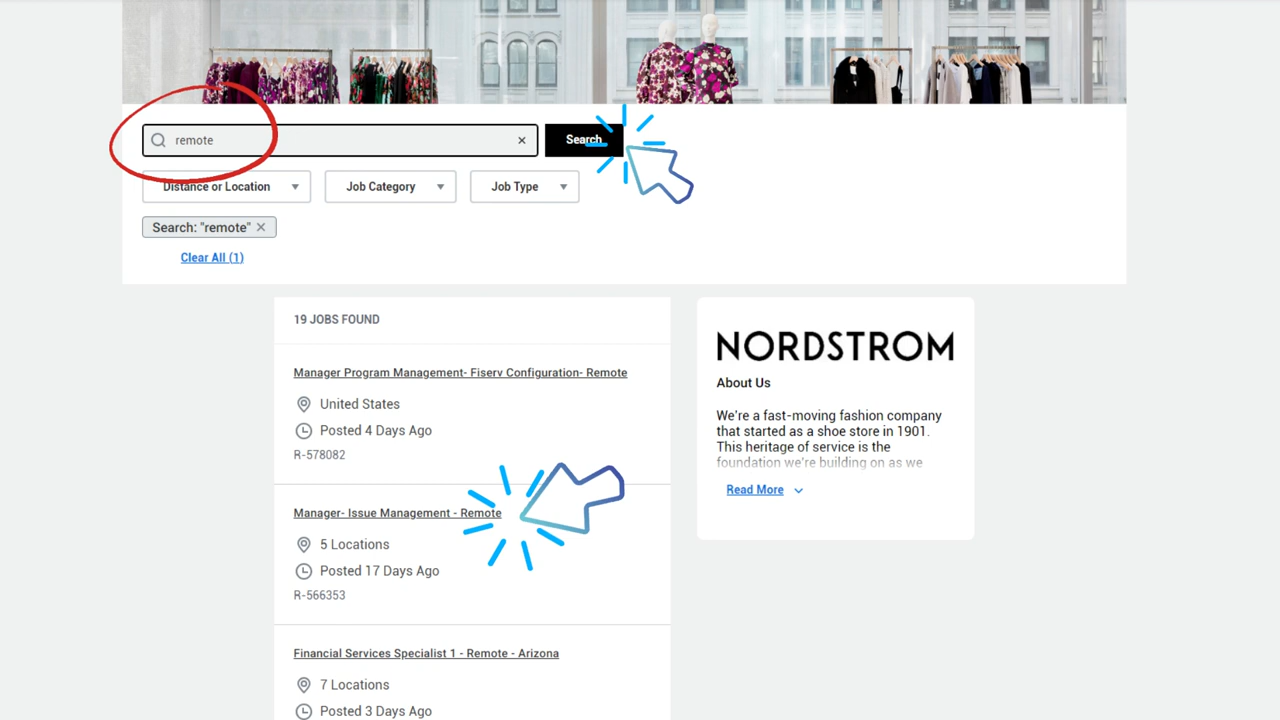 remote
Search
Distance or Location
Job Category
Job Type
Search: "remote"
Clear All (1)
19 JOBS FOUND
Manager Program Management- Fiserv Configuration- Remote
United States
Posted 4 Days Ago
R-578082
Manager- Issue Management - Remote
5 Locations
Posted 17 Days Ago
R-566353
Financial Services Specialist 1 - Remote - Arizona
7 Locations
Posted 3 Days Ago
NORDSTROM
About Us
We're a fast-moving fashion company
that started as a shoe store in 1901.
This heritage of service is the
foundation we're building on as we
Read More